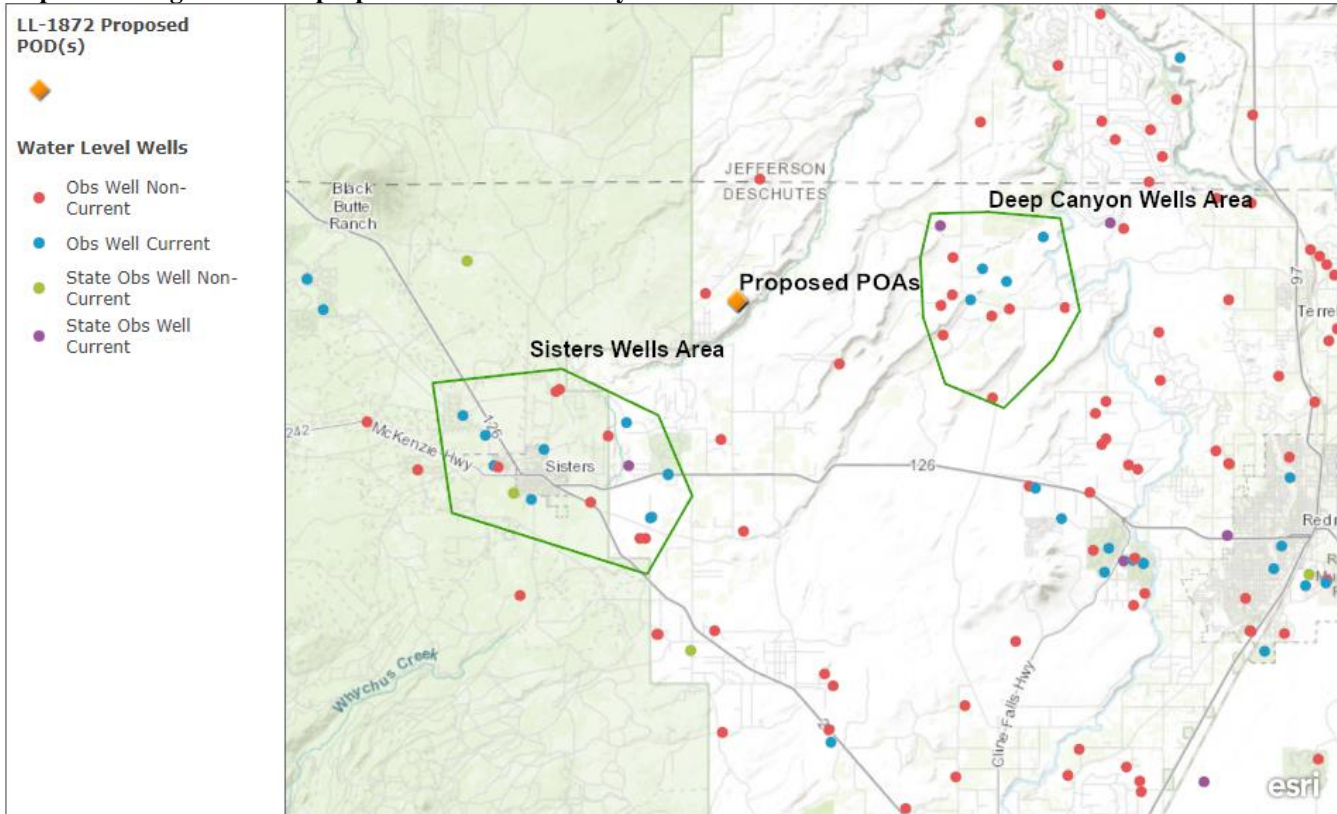 LL-1872 Proposed
POD(s)
Water Level Wells
Obs Well Non-
Current
Obs Well Current
State Obs Well Non-
Current
State Obs Well
Current
JEFFERSON
DESCHUTES
Black
Butte
Ranch
Deep Canyon Wells Area
Proposed POAs
97
Terre
Sisters Wells Area
126
242
McKenzie Hwy
Sisters
126
Redm
Whychus Creek
Cline Falls Hwy
20
esri